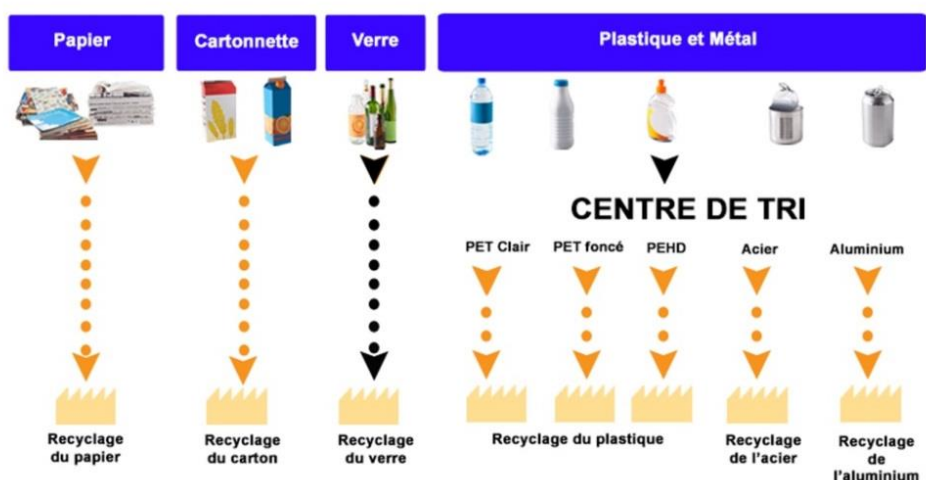 Papier
Cartonnette
Verre
Plastique et Métal
CENTRE DE TRI
PET Clair
PET foncé
PEHD
Acier
Aluminium
Recyclage
du papier
Recyclage
du carton
Recyclage
du verre
Recyclage du plastique
Recyclage
de l'acier
Recyclage
de
l'aluminium